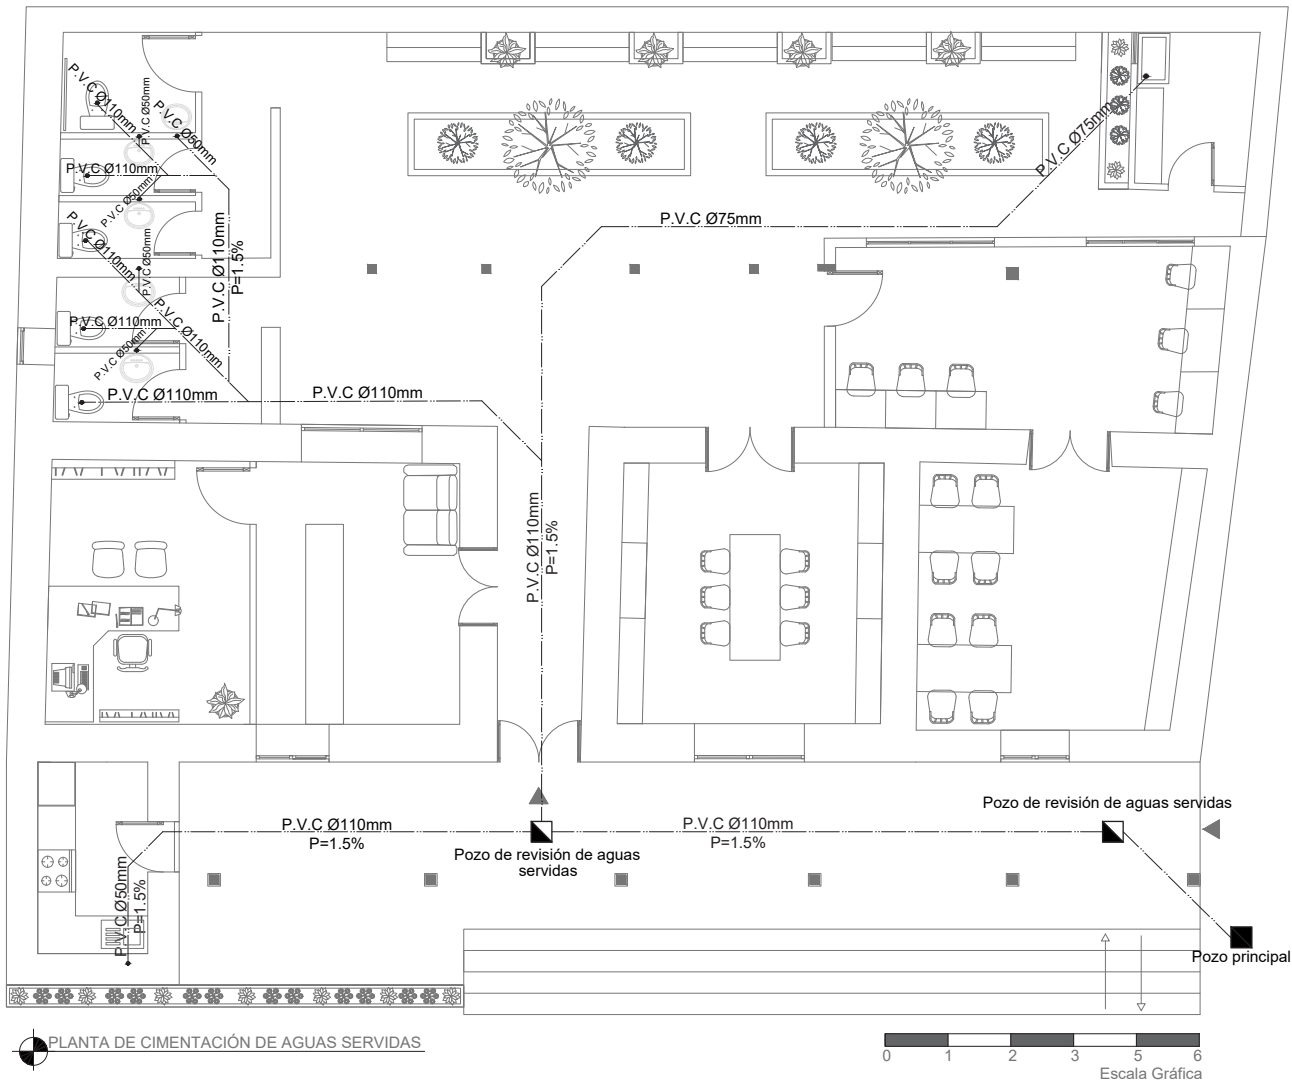 P.V.C Ø110mm
P.V.C Ø50mm
P.V.C Ø50mm
P.V.C Ø110mm
P.V.C Ø50mm
P.V.C Ø110mm
P.V.C Ø50mm
P.V.C Ø110mm
P=1.5%
P.V.C Ø110mm
P.V.C Ø110mm
P.V.C Ø50mm
P.V.C Ø110mm
P.V.C Ø110mm
P.V.C Ø75mm
P.V.C Ø75mm
P.V.C Ø110mm
P=1.5%
P.V.C Ø110mm
P=1.5%
P.V.C Ø110mm
P=1.5%
P.V.C Ø50mm
P=1.5%
Pozo de revisión de aguas
servidas
Pozo de revisión de aguas servidas
Pozo principal
PLANTA DE CIMENTACIÓN DE AGUAS SERVIDAS
0 1 2 3 5 6
Escala Gráfica